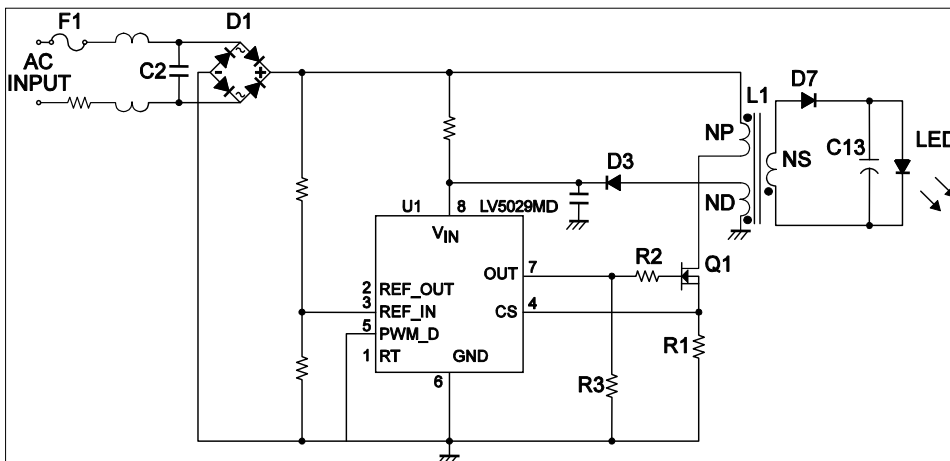 F1
D1
AC
INPUT
C2
~
- +
~
L1
D7
NP
NS
C13
LED
D3
ND
U1
8
LV5029MD
VIN
OUT
7
R2
Q1
2
REF_OUT
3
REF_IN
CS
4
5
PWM_D
R1
1
RT
GND
6
R3